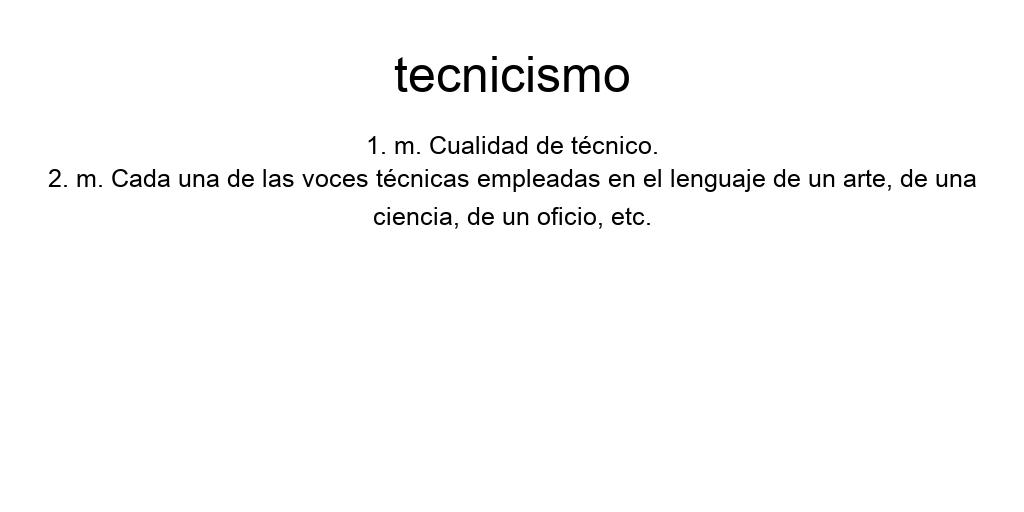 tecnicismo
1. m. Cualidad de técnico.
2. m. Cada una de las voces técnicas empleadas en el lenguaje de un arte, de una
ciencia, de un oficio, etc.